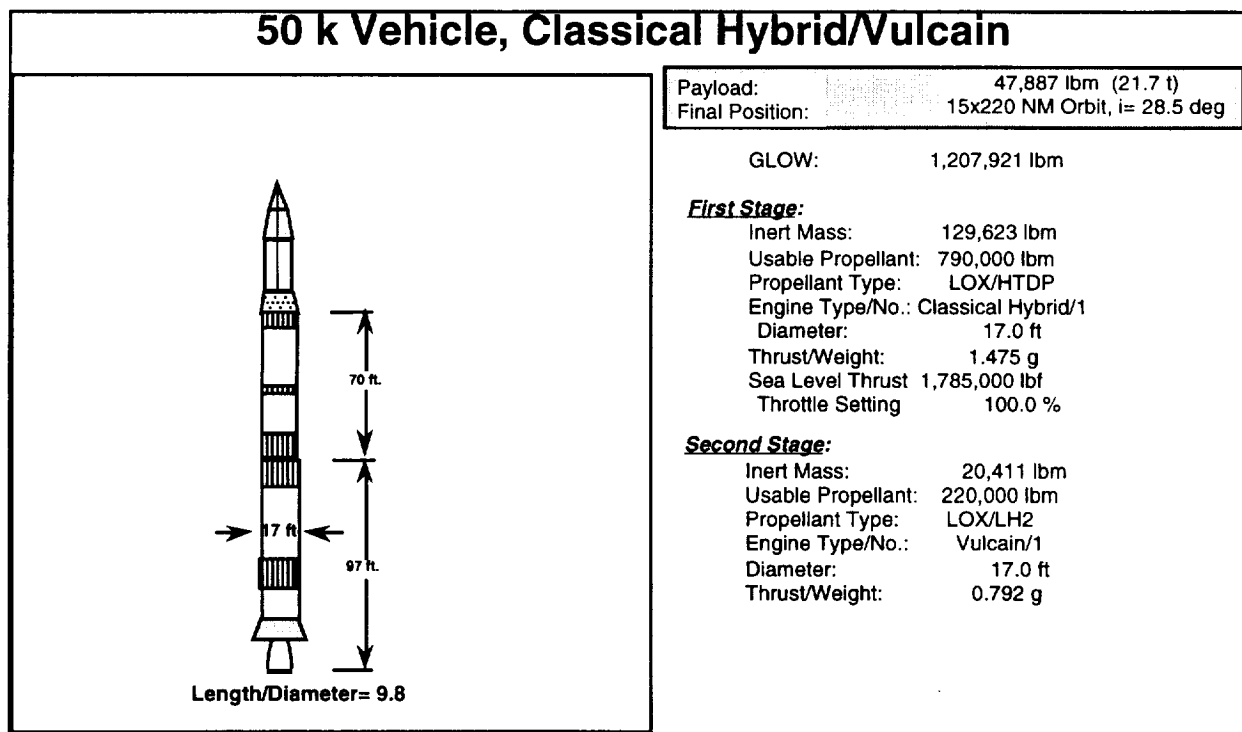 50 k Vehicle, Classical Hybrid/Vulcain
70 ft.
17 ft
97 ft.
Length/Diameter= 9.8
Payload: 47,887 lbm (21.7 t)
Final Position: 15x220 NM Orbit, i= 28.5 deg
GLOW: 1,207,921 lbm
First Stage:
Inert Mass: 129,623 lbm
Usable Propellant: 790,000 lbm
Propellant Type: LOX/HTDP
Engine Type/No.: Classical Hybrid/1
Diameter: 17.0 ft
Thrust/Weight: 1.475 g
Sea Level Thrust 1,785,000 lbf
Throttle Setting 100.0 %
Second Stage:
Inert Mass: 20,411 lbm
Usable Propellant: 220,000 lbm
Propellant Type: LOX/LH2
Engine Type/No.: Vulcain/1
Diameter: 17.0 ft
Thrust/Weight: 0.792 g